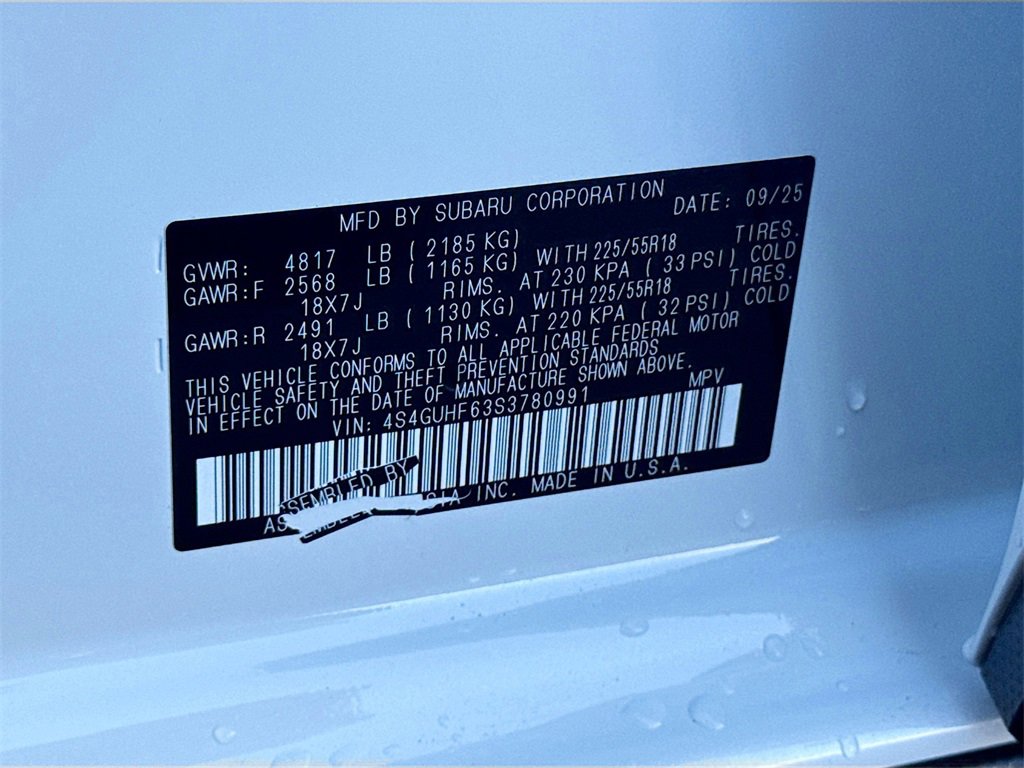 MFD BY SUBARU CORPORATION DATE: 09/25
GVWR: 4817 LB ( 2185 KG)
GAWR:F 2568 LB ( 1165 KG) WITH 225/55R18 TIRES.
18X7J RIMS. AT 230 KPA ( 33 PSI) COLD
GAWR:R 2491 LB ( 1130 KG) WITH 225/55R18 TIRES.
18X7J RIMS. AT 220 KPA ( 32 PSI) COLD
THIS VEHICLE CONFORMS TO ALL APPLICABLE FEDERAL MOTOR
VEHICLE SAFETY AND THEFT PREVENTION STANDARDS
IN EFFECT ON THE DATE OF MANUFACTURE SHOWN ABOVE.
VIN: 4S4GUHF63S3780991 MPV
ASSEMBLED BY
INC. MADE IN U.S.A.